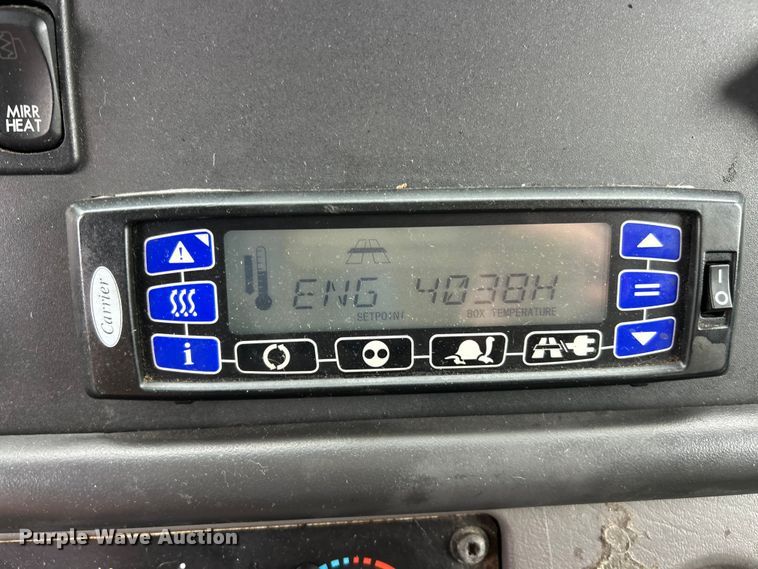 MIRR
HEAT
Carrier
ENG 4038H
SETPOINT BOX TEMPERATURE
i
Purple Wave Auction